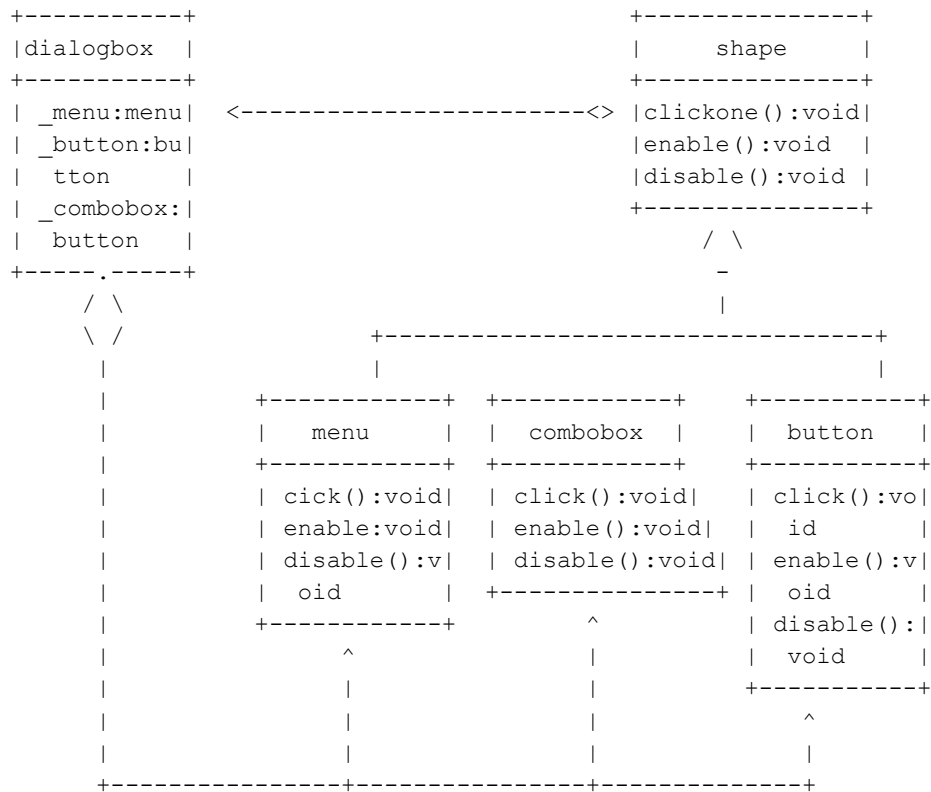 dialogbox
_menu:menu
_button:bu
tton
_combobox:
button
shape
clickone():void
enable():void
disable():void
menu
cick():void
enable:void
disable():v
oid
combobox
click():void
enable():void
disable():void
button
click():vo
id
enable():v
oid
disable():
void